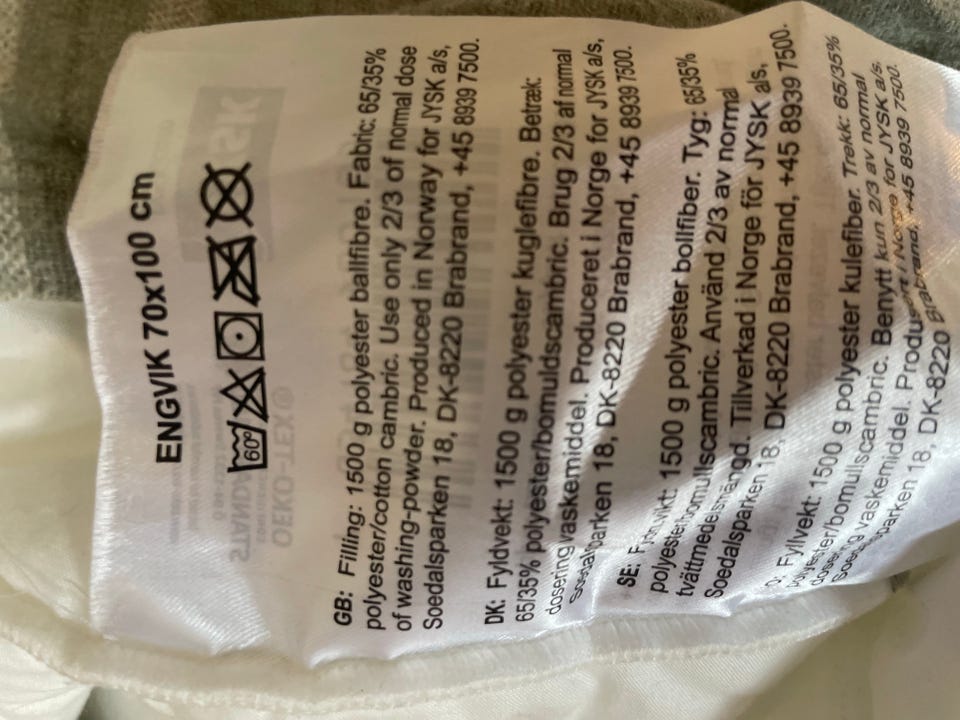 ENGVIK 70x100 cm
60°
GB: Filling: 1500 g polyester ballfibre. Fabric: 65/35%
polyester/cotton cambric. Use only 2/3 of normal dose
of washing-powder. Produced in Norway for JYSK a/s,
Soedalsparken 18, DK-8220 Brabrand, +45 8939 7500.
DK: Fyldvekt: 1500 g polyester kuglefibre. Betræk:
65/35% polyester/bomuldscambric. Brug 2/3 af normal
dosering vaskemiddel. Produceret i Norge for JYSK a/s,
Soedalsparken 18, DK-8220 Brabrand, +45 8939 7500.
SE: 1500 g polyester bollfiber. Tyg: 65/35%
polyester/bomullscambric. Använd 2/3 av normal
tvättmedelsmängd. Tillverkad i Norge för JYSK a/s,
Soedalsparken 18, DK-8220 Brabrand, +45 8939 7500.
Fyllvekt: 1500 g polyester kulefiber. Trekk: 65/35%
polyester/bomullscambric. Benytt kun 2/3 av normal
dosering vaskemiddel. Produsert i Norge for JYSK a/s.
Soedalsparken 18, DK-8220 Brabrand, +45 8939 7500.
OEKO-TEX®